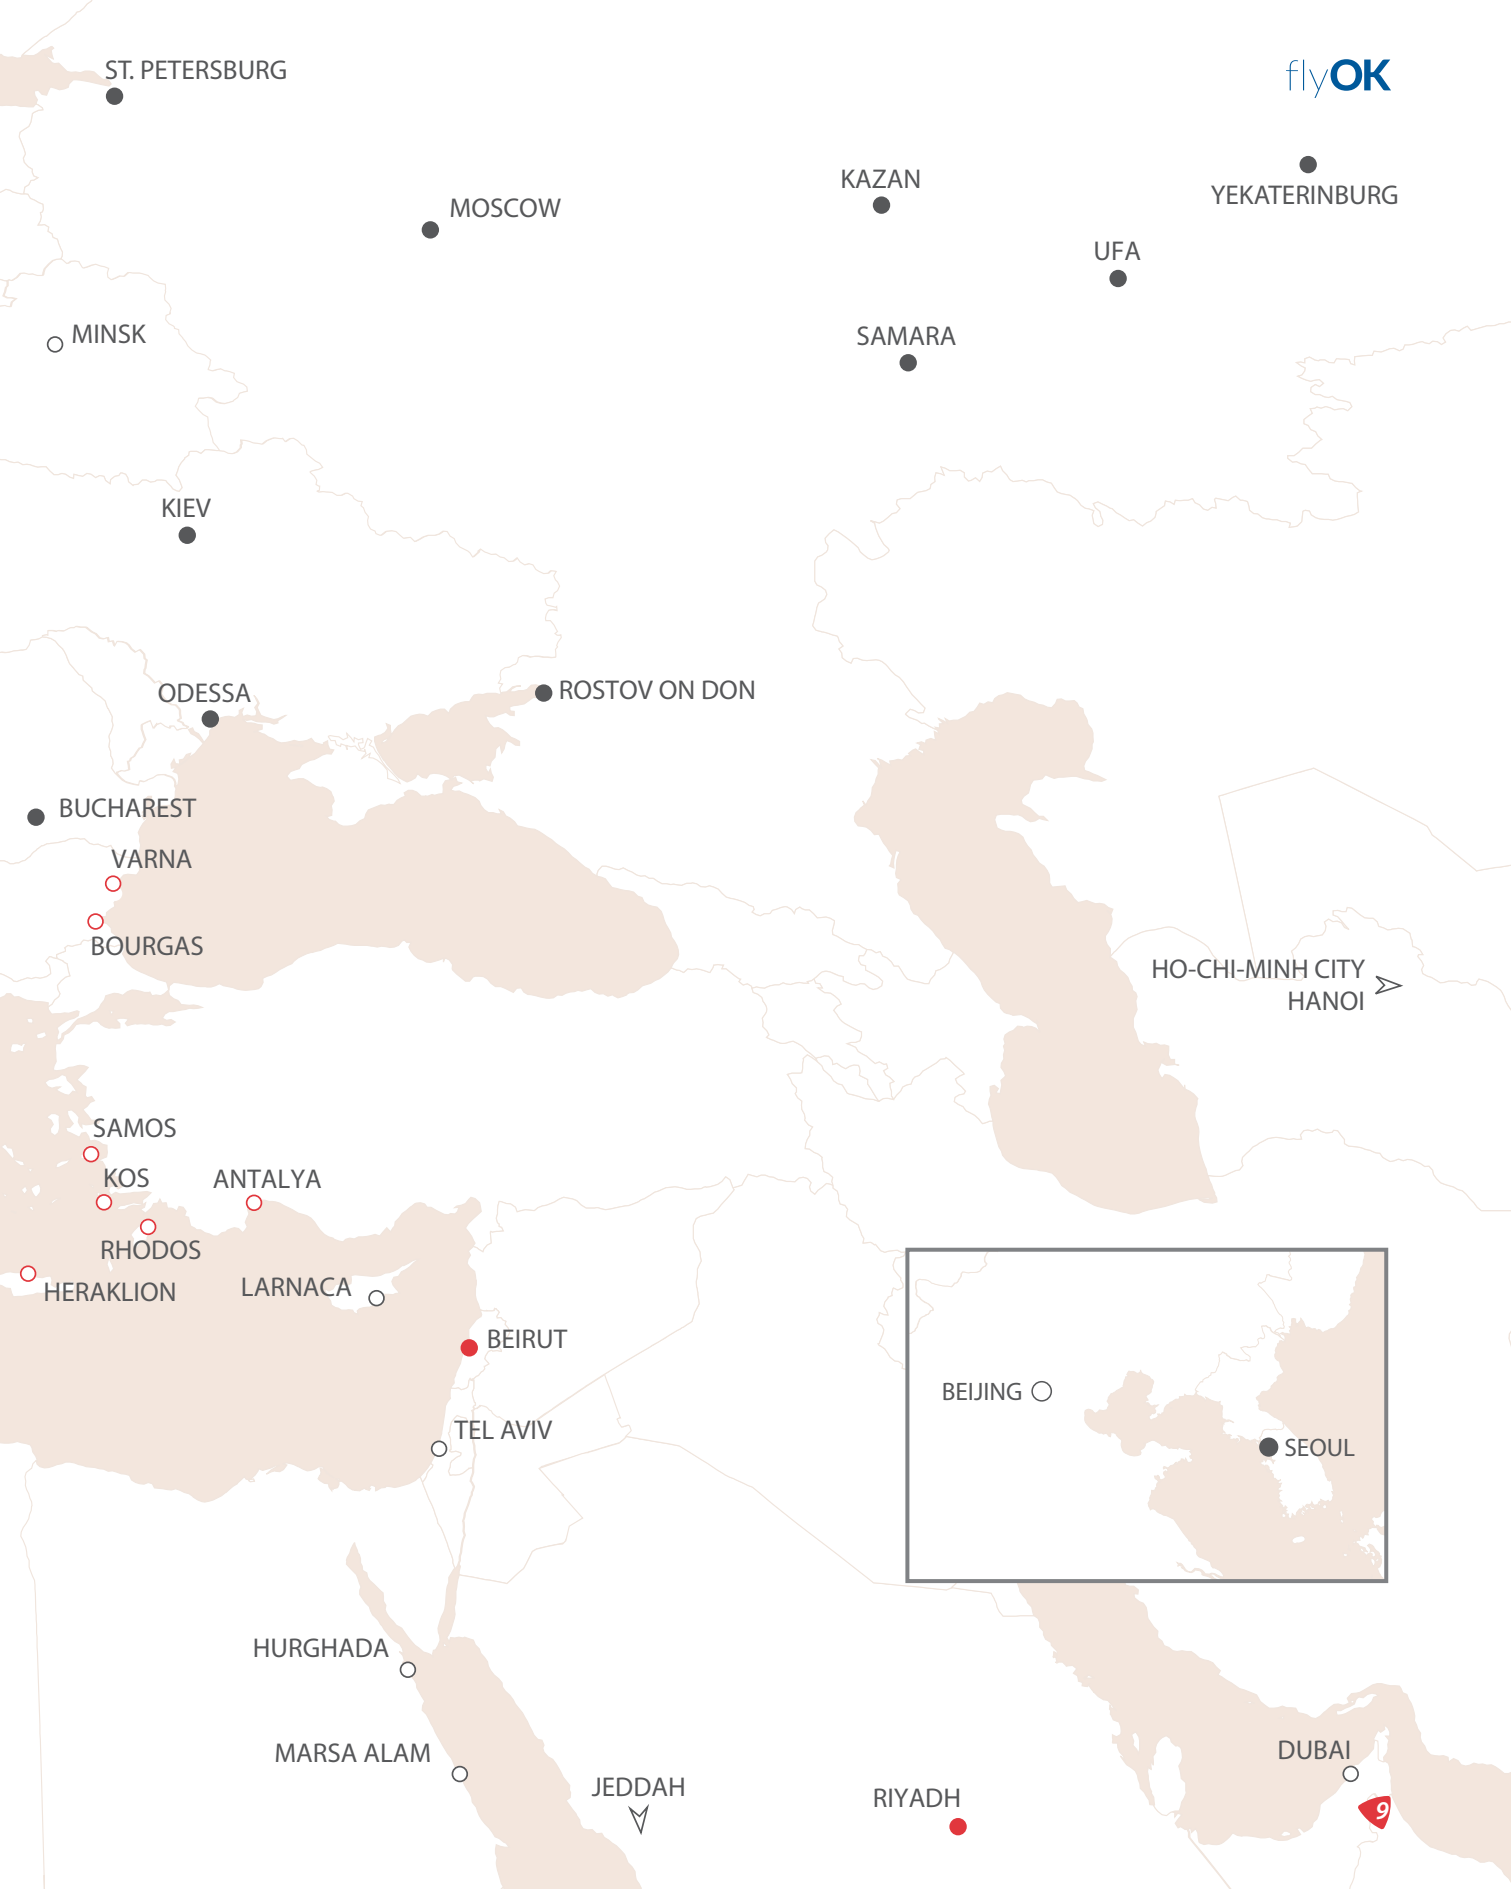 ST. PETERSBURG
flyOK
KAZAN
YEKATERINBURG
MOSCOW
UFA
MINSK
SAMARA
KIEV
ODESSA
ROSTOV ON DON
BUCHAREST
VARNA
BOURGAS
HO-CHI-MINH CITY
HANOI
SAMOS
KOS
ANTALYA
RHODOS
HERAKLION
LARNACA
BEIRUT
BEIJING
TEL AVIV
SEOUL
HURGHADA
MARSA ALAM
DUBAI
JEDDAH
RIYADH
9